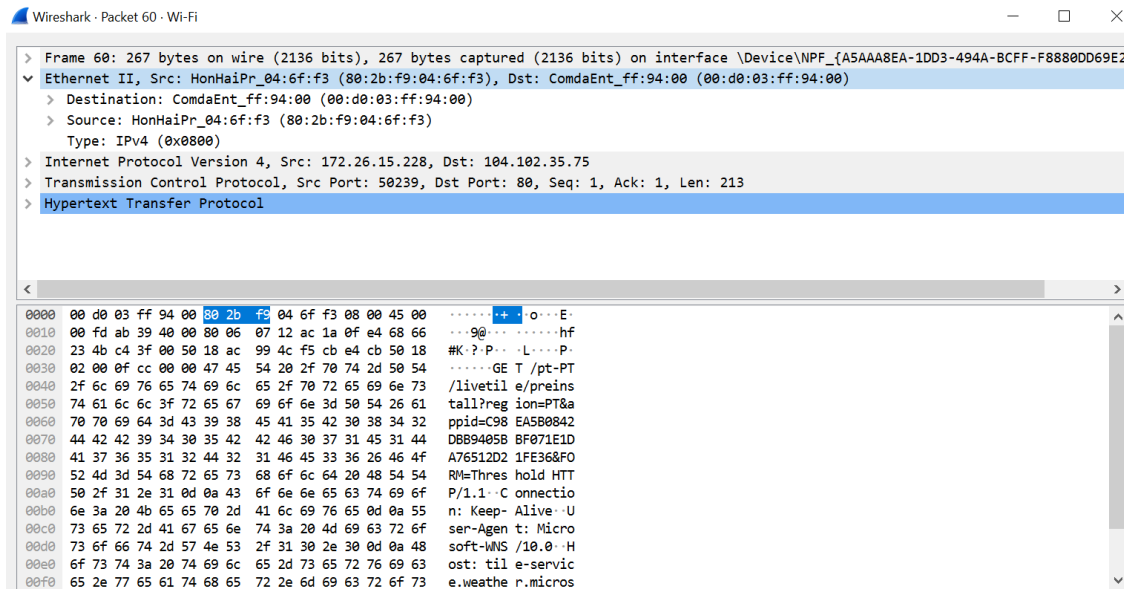 Wireshark · Packet 60 · Wi-Fi
Frame 60: 267 bytes on wire (2136 bits), 267 bytes captured (2136 bits) on interface \Device\NPF_{A5AAA8EA-1DD3-494A-BCFF-F8880DD69E2
Ethernet II, Src: HonHaiPr_04:6f:f3 (80:2b:f9:04:6f:f3), Dst: ComdaEnt_ff:94:00 (00:d0:03:ff:94:00)
Destination: ComdaEnt_ff:94:00 (00:d0:03:ff:94:00)
Source: HonHaiPr_04:6f:f3 (80:2b:f9:04:6f:f3)
Type: IPv4 (0x0800)
Internet Protocol Version 4, Src: 172.26.15.228, Dst: 104.102.35.75
Transmission Control Protocol, Src Port: 50239, Dst Port: 80, Seq: 1, Ack: 1, Len: 213
Hypertext Transfer Protocol
0000 00 d0 03 ff 94 00 80 2b f9 04 6f f3 08 00 45 00 ·······+ ··o···E·
0010 00 fd ab 39 40 00 80 06 07 12 ac 1a 0f e4 68 66 ···9@··· ······hf
0020 23 4b c4 3f 00 50 18 ac 99 4c f5 cb e4 cb 50 18 #K·?·P·· ·L····P·
0030 02 00 0f cc 00 00 47 45 54 20 2f 70 74 2d 50 54 ······GE T /pt-PT
0040 2f 6c 69 76 65 74 69 6c 65 2f 70 72 65 69 6e 73 /livetil e/preins
0050 74 61 6c 6c 3f 72 65 67 69 6f 6e 3d 50 54 26 61 tall?reg ion=PT&a
0060 70 70 69 64 3d 43 39 38 45 41 35 42 30 38 34 32 ppid=C98 EA5B0842
0070 44 42 42 39 34 30 35 42 42 46 30 37 31 45 31 44 DBB9405B BF071E1D
0080 41 37 36 35 31 32 44 32 31 46 45 33 36 26 46 4f A76512D2 1FE36&FO
0090 52 4d 3d 54 68 72 65 73 68 6f 6c 64 20 48 54 54 RM=Thres hold HTT
00a0 50 2f 31 2e 31 0d 0a 43 6f 6e 6e 65 63 74 69 6f P/1.1··C onnectio
00b0 6e 3a 20 4b 65 65 70 2d 41 6c 69 76 65 0d 0a 55 n: Keep- Alive··U
00c0 73 65 72 2d 41 67 65 6e 74 3a 20 4d 69 63 72 6f ser-Agen t: Micro
00d0 73 6f 66 74 2d 57 4e 53 2f 31 30 2e 30 0d 0a 48 soft-WNS /10.0··H
00e0 6f 73 74 3a 20 74 69 6c 65 2d 73 65 72 76 69 63 ost: til e-servic
00f0 65 2e 77 65 61 74 68 65 72 2e 6d 69 63 72 6f 73 e.weathe r.micros